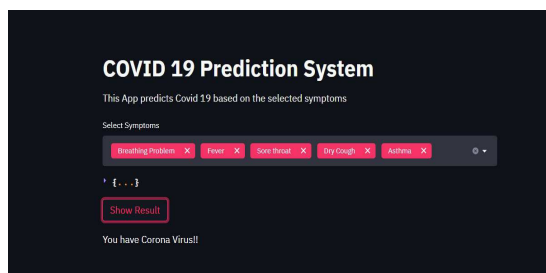 COVID 19 Prediction System
This App predicts Covid 19 based on the selected symptoms
Select Symptoms
Breathing Problem X Fever X Sore throat X Dry Cough X Asthma X
{...}
Show Result
You have Corona Virus!!